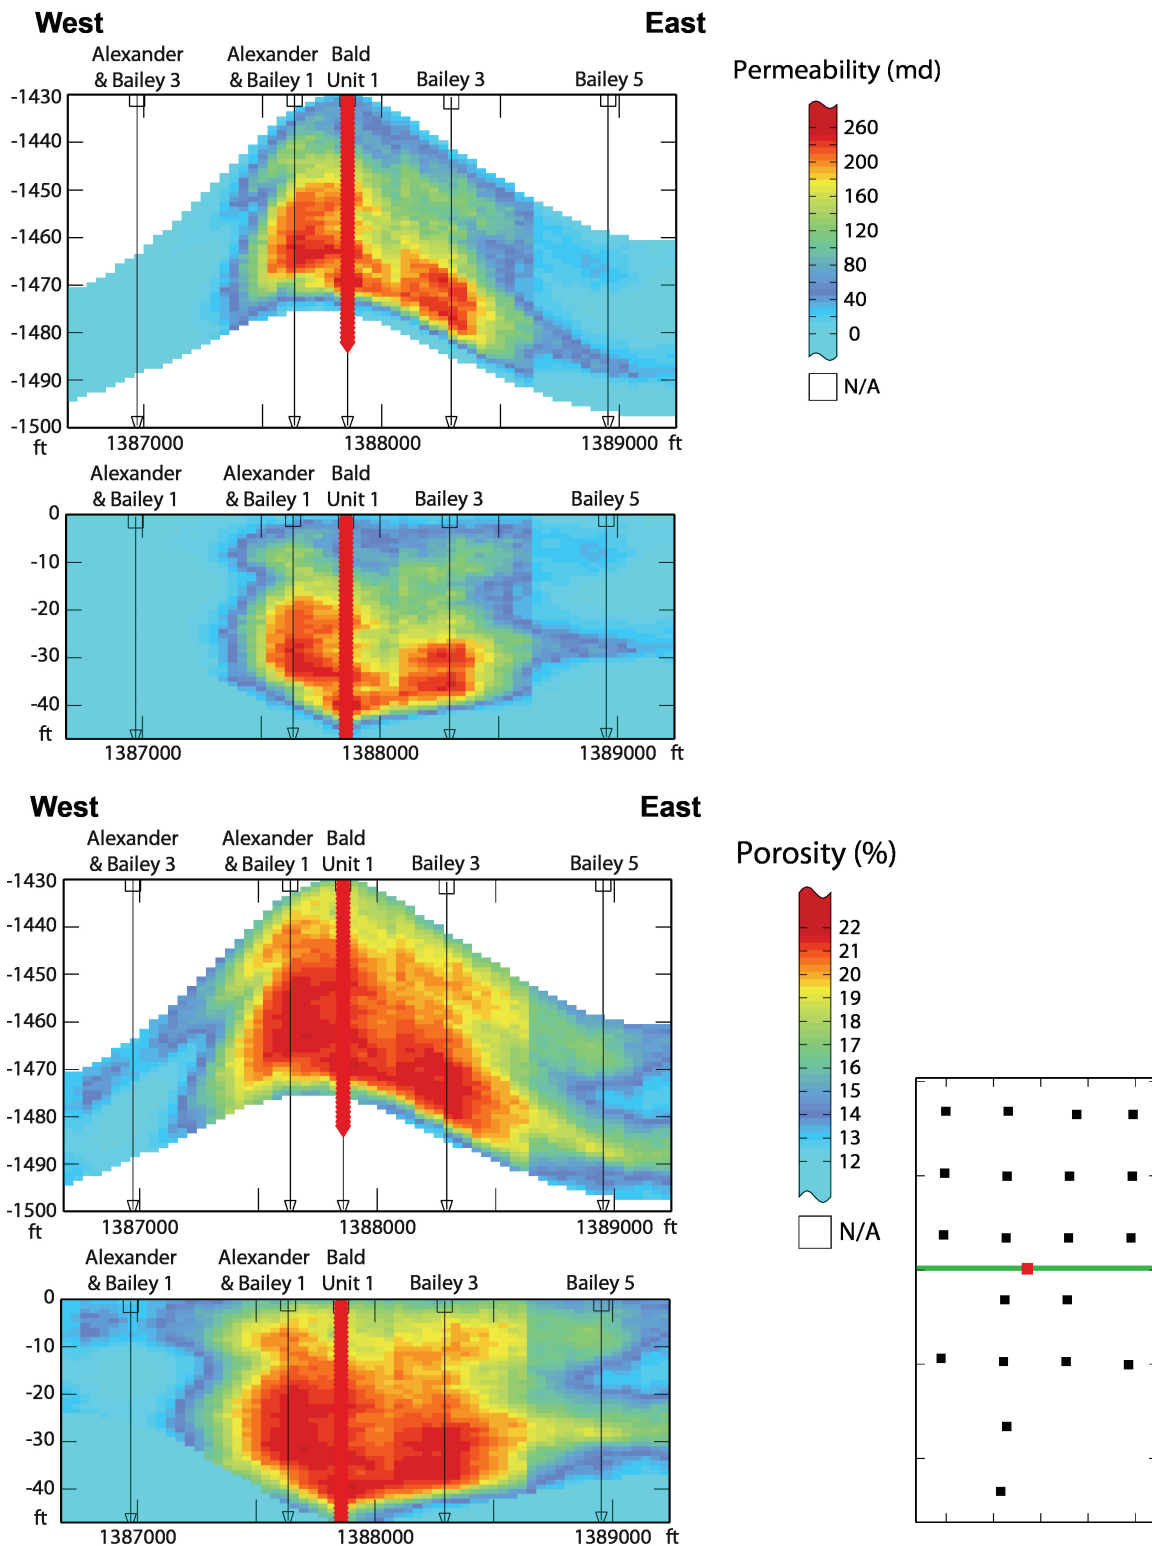 West East
Alexander Alexander Bald
& Bailey 3 & Bailey 1 Unit 1 Bailey 3 Bailey 5
-1430
-1440
-1450
-1460
-1470
-1480
-1490
-1500
ft 1387000 1388000 1389000 ft
Permeability (md)
260
200
160
120
80
40
0
N/A
Alexander Alexander Bald
& Bailey 1 & Bailey 1 Unit 1 Bailey 3 Bailey 5
0
-10
-20
-30
-40
ft
1387000 1388000 1389000 ft
West East
Alexander Alexander Bald
& Bailey 3 & Bailey 1 Unit 1 Bailey 3 Bailey 5
-1430
-1440
-1450
-1460
-1470
-1480
-1490
-1500
ft 1387000 1388000 1389000 ft
Porosity (%)
22
21
20
19
18
17
16
15
14
13
12
N/A
Alexander Alexander Bald
& Bailey 1 & Bailey 1 Unit 1 Bailey 3 Bailey 5
0
-10
-20
-30
-40
ft
1387000 1388000 1389000 ft